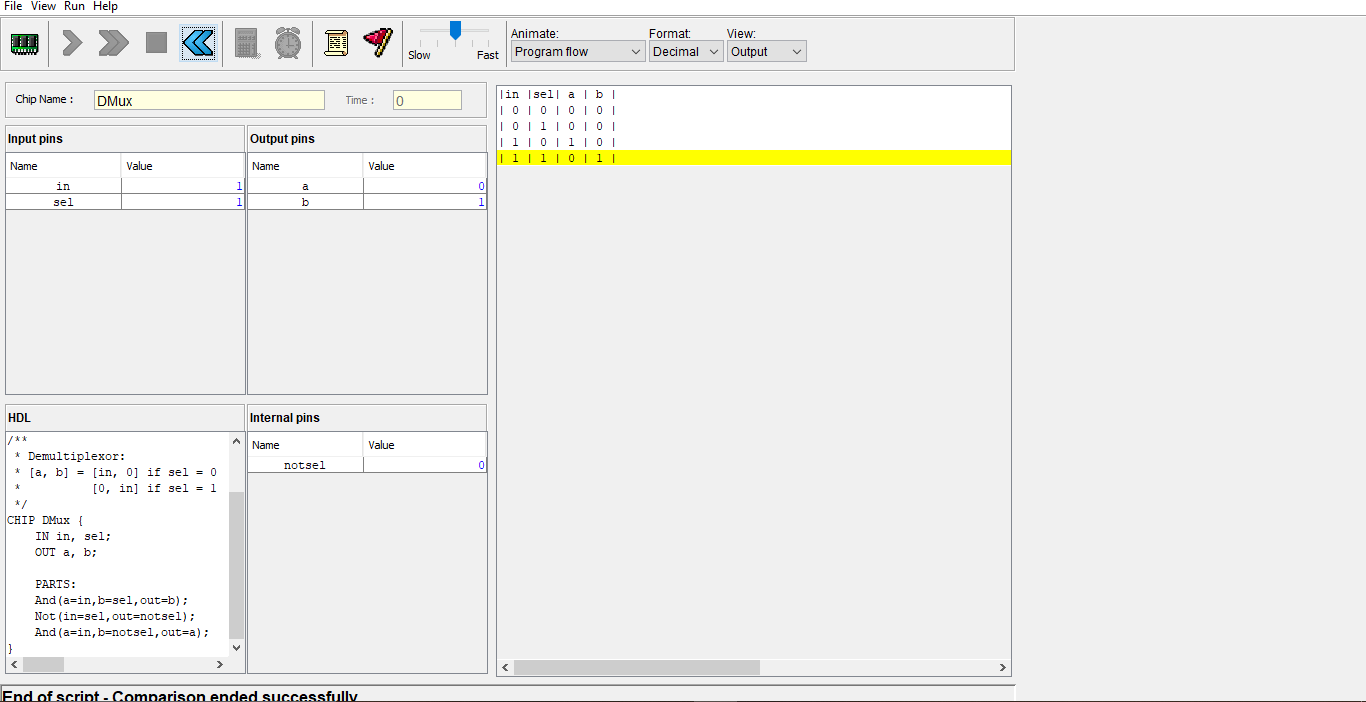 File View Run Help
Slow Fast
Animate: Format: View:
Program flow Decimal Output
Chip Name : DMux Time : 0
Input pins
Name Value
in 1
sel 1
Output pins
Name Value
a 0
b 1
HDL
/**
* Demultiplexor:
* [a, b] = [in, 0] if sel = 0
* [0, in] if sel = 1
*/
CHIP DMux {
IN in, sel;
OUT a, b;
PARTS:
And(a=in,b=sel,out=b);
Not(in=sel,out=notsel);
And(a=in,b=notsel,out=a);
}
Internal pins
Name Value
notsel 0
|in |sel| a | b |
| 0 | 0 | 0 | 0 |
| 0 | 1 | 0 | 0 |
| 1 | 0 | 1 | 0 |
| 1 | 1 | 0 | 1 |
End of script - Comparison ended successfully